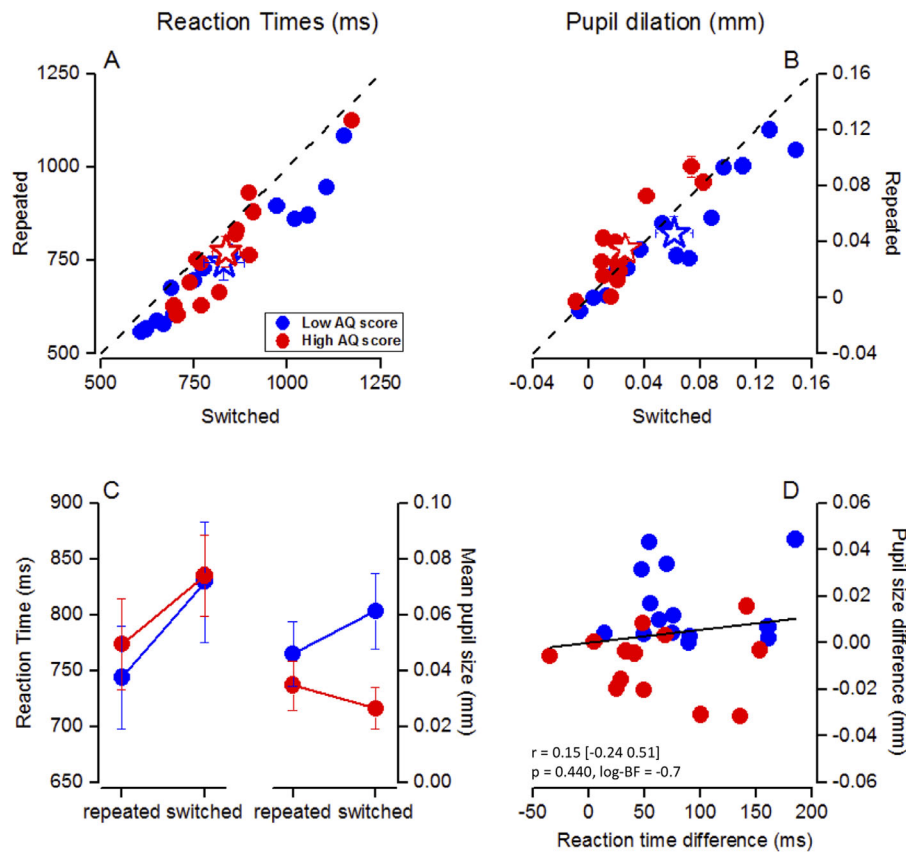 Reaction Times (ms)
Pupil dilation (mm)
A
1250
1000
750
500
Repeated
500 750 1000 1250
Switched
Low AQ score
High AQ score
B
0.16
0.12
0.08
0.04
0
-0.04
Repeated
-0.04 0 0.04 0.08 0.12 0.16
Switched
C
900
850
800
750
700
650
Reaction Time (ms)
0.10
0.08
0.06
0.04
0.02
0.00
Mean pupil size (mm)
repeated switched repeated switched
D
0.06
0.04
0.02
0.00
-0.02
-0.04
-0.06
Pupil size difference (mm)
r = 0.15 [-0.24 0.51]
p = 0.440, log-BF = -0.7
-50 0 50 100 150 200
Reaction time difference (ms)